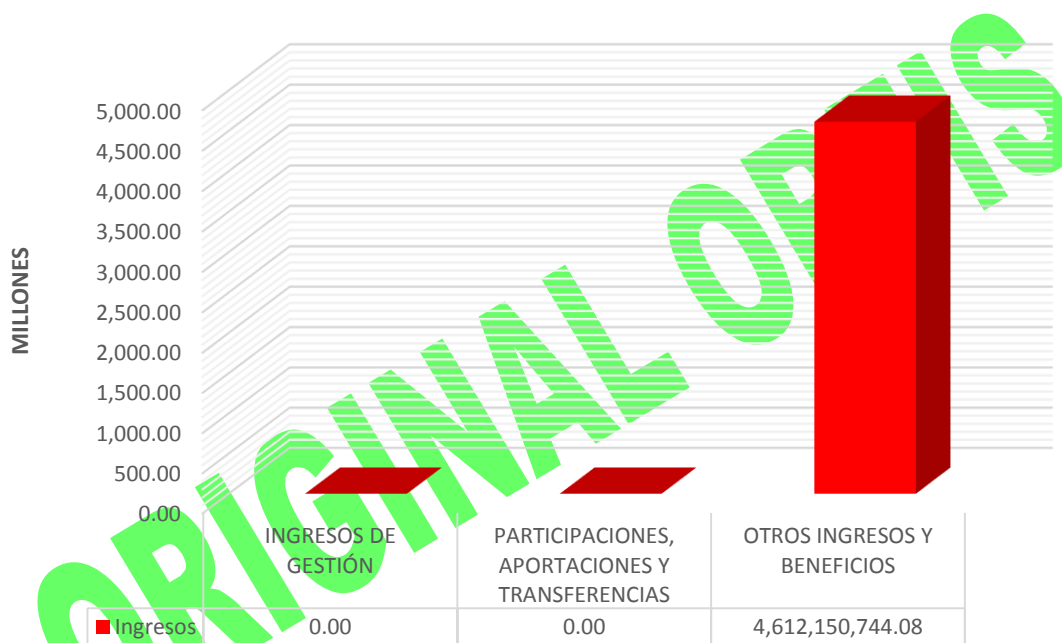 MILLONES
5,000.00
4,500.00
4,000.00
3,500.00
3,000.00
2,500.00
2,000.00
1,500.00
1,000.00
500.00
0.00
INGRESOS DE
GESTIÓN
PARTICIPACIONES,
APORTACIONES Y
TRANSFERENCIAS
OTROS INGRESOS Y
BENEFICIOS
Ingresos 0.00 0.00 4,612,150,744.08
ORIGINAL